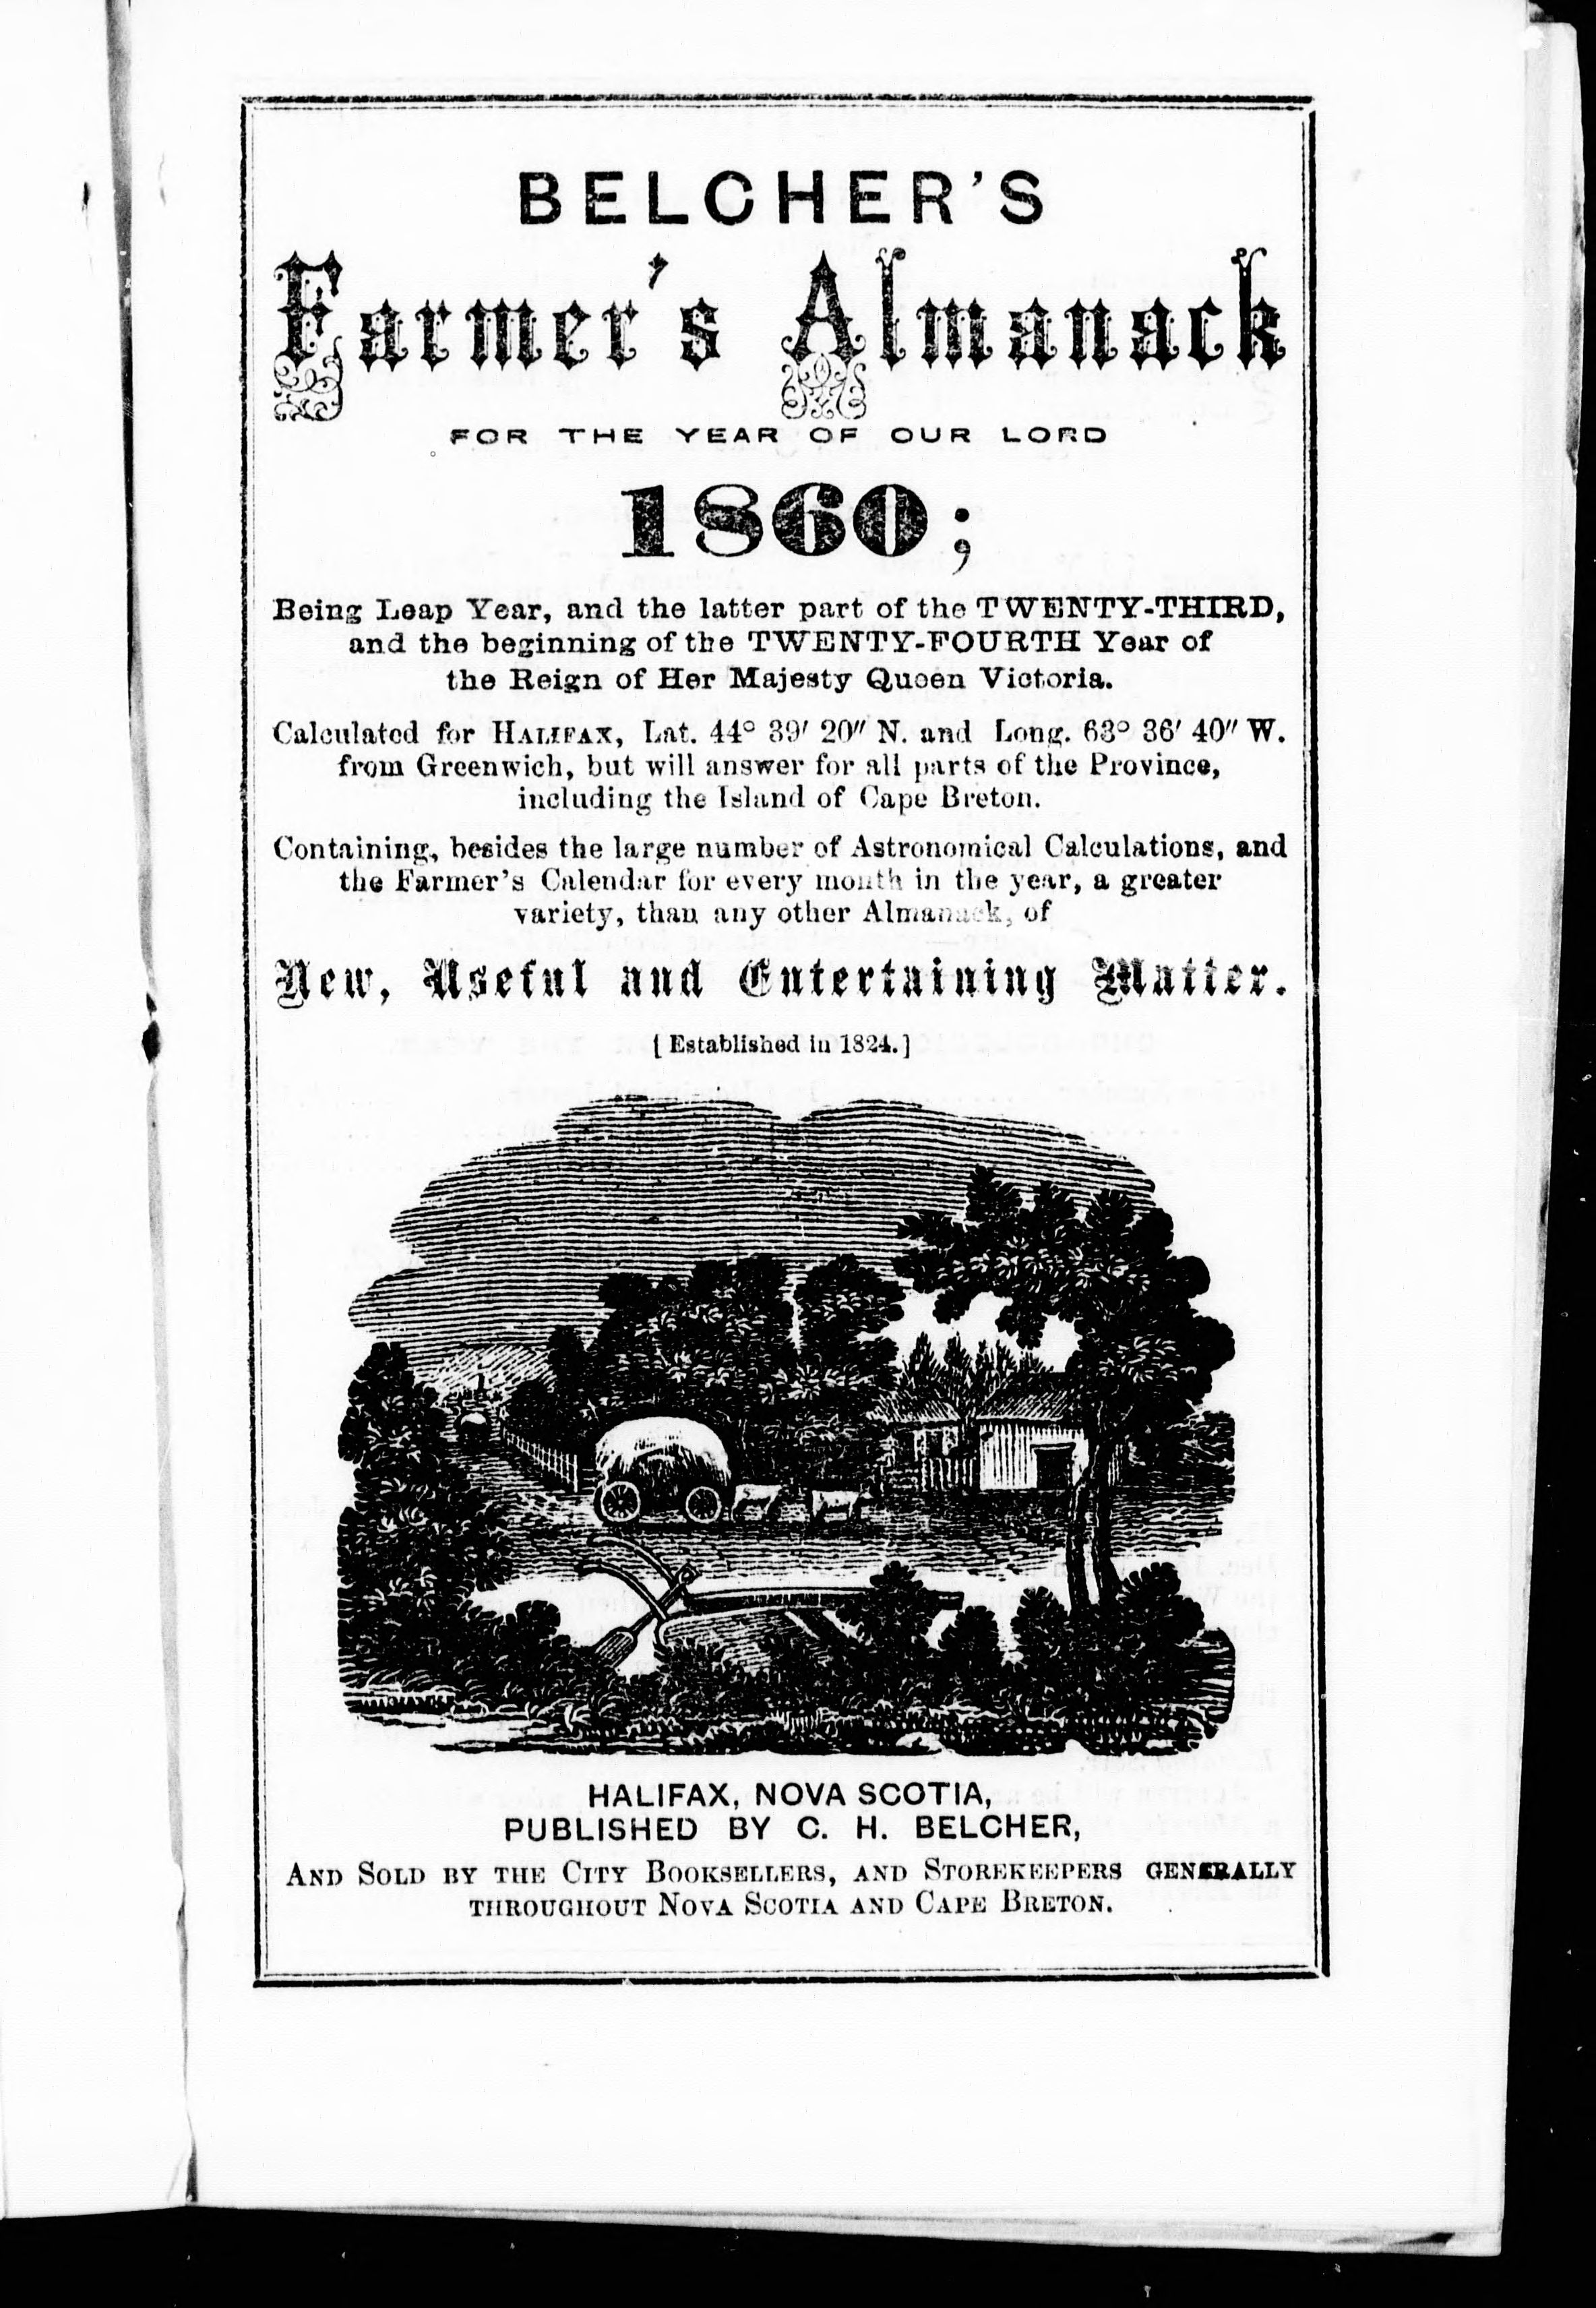 BELCHER'S
Farmer's Almanack
FOR THE YEAR OF OUR LORD
1860;
Being Leap Year, and the latter part of the TWENTY-THIRD,
and the beginning of the TWENTY-FOURTH Year of
the Reign of Her Majesty Queen Victoria.
Calculated for HALIFAX, Lat. 44° 39′ 20″ N. and Long. 63° 36′ 40″ W.
from Greenwich, but will answer for all parts of the Province,
including the Island of Cape Breton.
Containing, besides the large number of Astronomical Calculations, and
the Farmer's Calendar for every month in the year, a greater
variety, than any other Almanack, of
New, Useful and Entertaining Matter.
[Established in 1824.]
HALIFAX, NOVA SCOTIA,
PUBLISHED BY C. H. BELCHER,
AND SOLD BY THE CITY BOOKSELLERS, AND STOREKEEPERS GENERALLY
THROUGHOUT NOVA SCOTIA AND CAPE BRETON.